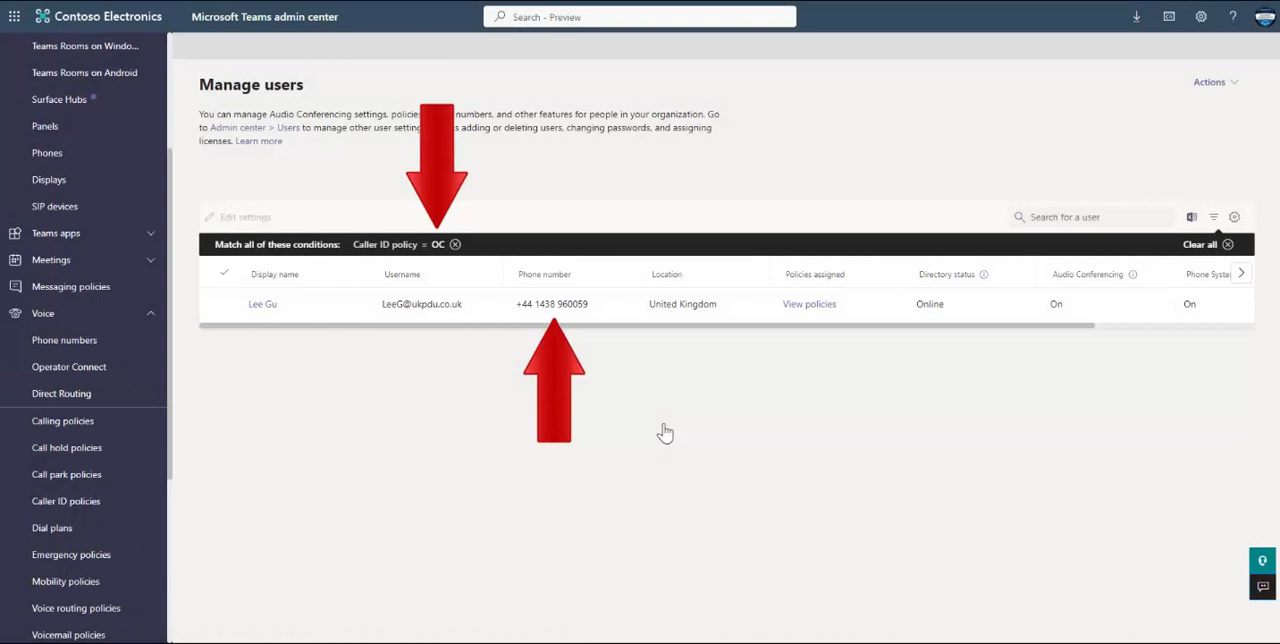 Contoso Electronics
Microsoft Teams admin center
Search - Preview
?
Teams Rooms on Windo...
Teams Rooms on Android
Surface Hubs
Panels
Phones
Displays
SIP devices
Teams apps
Meetings
Messaging policies
Voice
Phone numbers
Operator Connect
Direct Routing
Calling policies
Call hold policies
Call park policies
Caller ID policies
Dial plans
Emergency policies
Mobility policies
Voice routing policies
Voicemail policies
Manage users
Actions
You can manage Audio Conferencing settings, policie numbers, and other features for people in your organization. Go
to Admin center > Users to manage other user setting adding or deleting users, changing passwords, and assigning
licenses. Learn more
Edit settings
Search for a user
Match all of these conditions: Caller ID policy = OC
Clear all
Display name Username Phone number Location Policies assigned Directory status Audio Conferencing Phone Syste
Lee Gu LeeG@ukpdu.co.uk +44 1438 960059 United Kingdom View policies Online On On